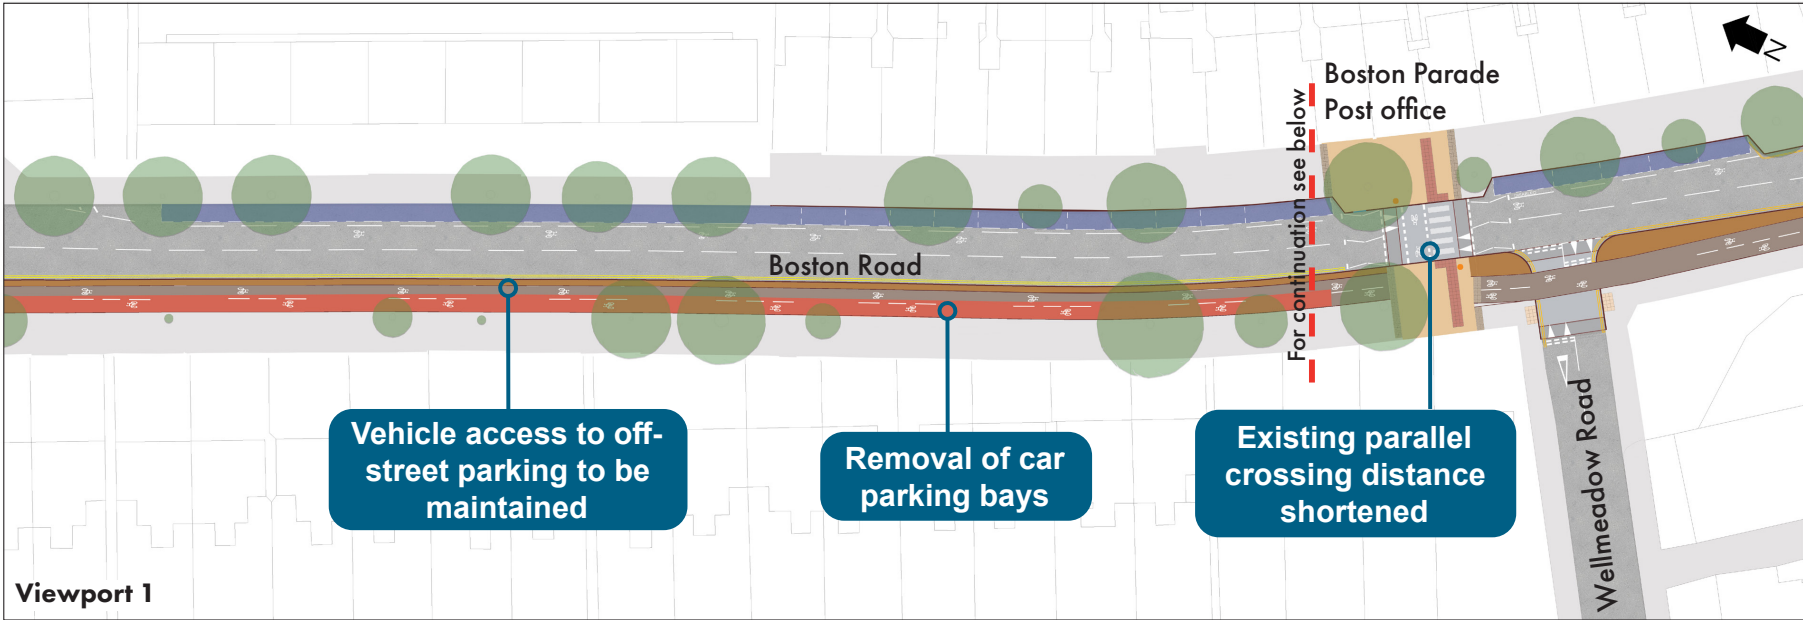 N
Boston Parade
Post office
For continuation see below
Boston Road
Vehicle access to off-
street parking to be
maintained
Removal of car
parking bays
Existing parallel
crossing distance
shortened
Wellmeadow Road
Viewport 1